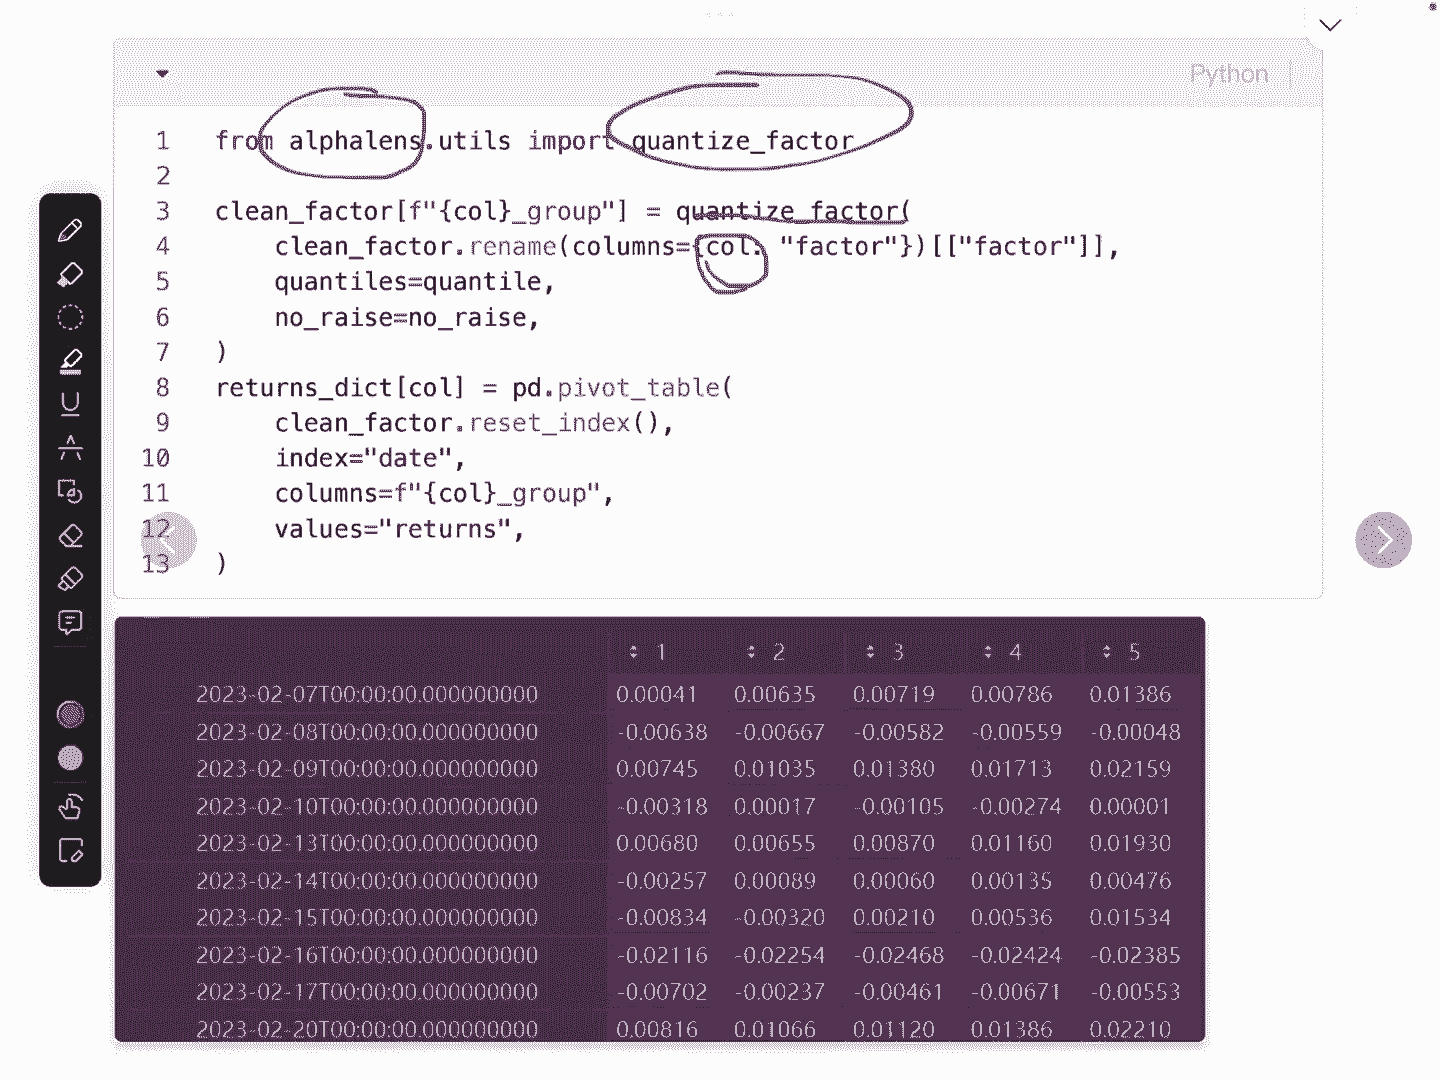 Python
1 from alphalens.utils import quantize_factor
2
3 clean_factor[f"{col}_group"] = quantize_factor(
4 clean_factor.rename(columns={col: "factor"})[["factor"]],
5 quantiles=quantile,
6 no_raise=no_raise,
7 )
8 returns_dict[col] = pd.pivot_table(
9 clean_factor.reset_index(),
10 index="date",
11 columns=f"{col}_group",
12 values="returns",
13 )
1 2 3 4 5
2023-02-07T00:00:00.000000000 0.00041 0.00635 0.00719 0.00786 0.01386
2023-02-08T00:00:00.000000000 -0.00638 -0.00667 -0.00582 -0.00559 -0.00048
2023-02-09T00:00:00.000000000 0.00745 0.01035 0.01380 0.01713 0.02159
2023-02-10T00:00:00.000000000 -0.00318 0.00017 -0.00105 -0.00274 0.00001
2023-02-13T00:00:00.000000000 0.00680 0.00655 0.00870 0.01160 0.01930
2023-02-14T00:00:00.000000000 -0.00257 0.00089 0.00060 0.00135 0.00476
2023-02-15T00:00:00.000000000 -0.00834 -0.00320 0.00210 0.00536 0.01534
2023-02-16T00:00:00.000000000 -0.02116 -0.02254 -0.02468 -0.02424 -0.02385
2023-02-17T00:00:00.000000000 -0.00702 -0.00237 -0.00461 -0.00671 -0.00553
2023-02-20T00:00:00.000000000 0.00816 0.01066 0.01120 0.01386 0.02210